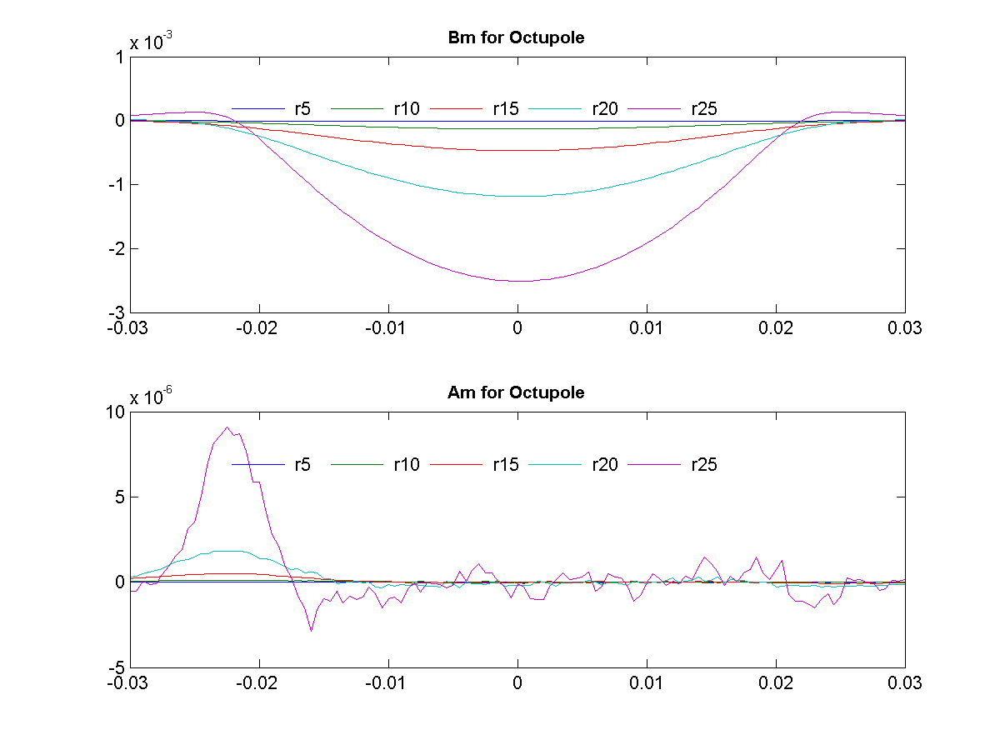 Bm for Octupole
x 10-3
1
r5 r10 r15 r20 r25
0
-1
-2
-3
-0.03 -0.02 -0.01 0 0.01 0.02 0.03
Am for Octupole
x 10-6
10
r5 r10 r15 r20 r25
5
0
-5
-0.03 -0.02 -0.01 0 0.01 0.02 0.03